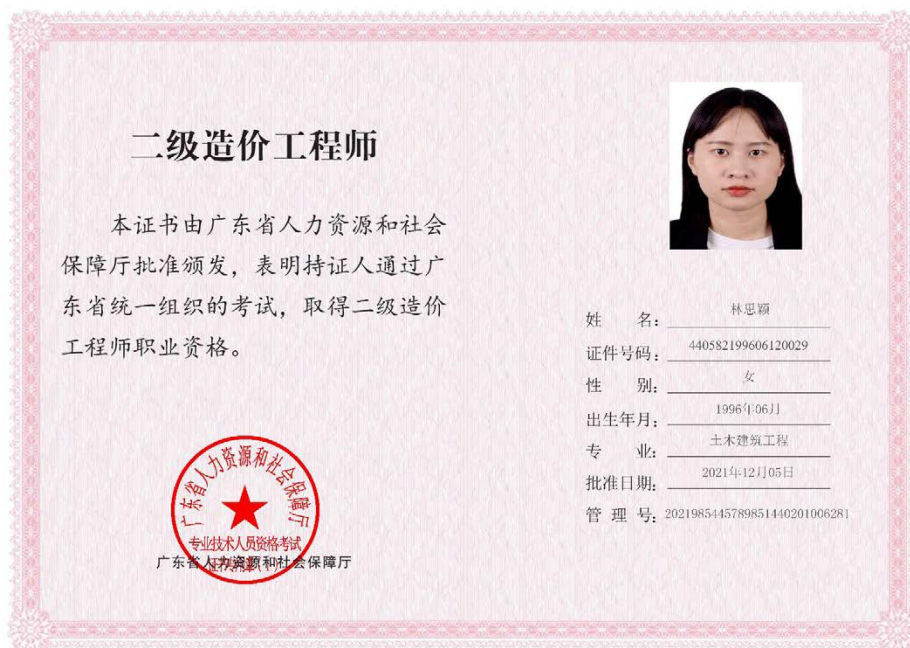 二级造价工程师
本证书由广东省人力资源和社会
保障厅批准颁发，表明持证人通过广
东省统一组织的考试，取得二级造价
工程师职业资格。
姓 名：林思颖
证件号码：440582199606120029
性 别：女
出生年月：1996年06月
专 业：土木建筑工程
批准日期：2021年12月05日
管 理 号：20219854457898514402010062​81
广东省人力资源和社会保障厅
专业技术人员资格考试
广东省人力资源和社会保障厅